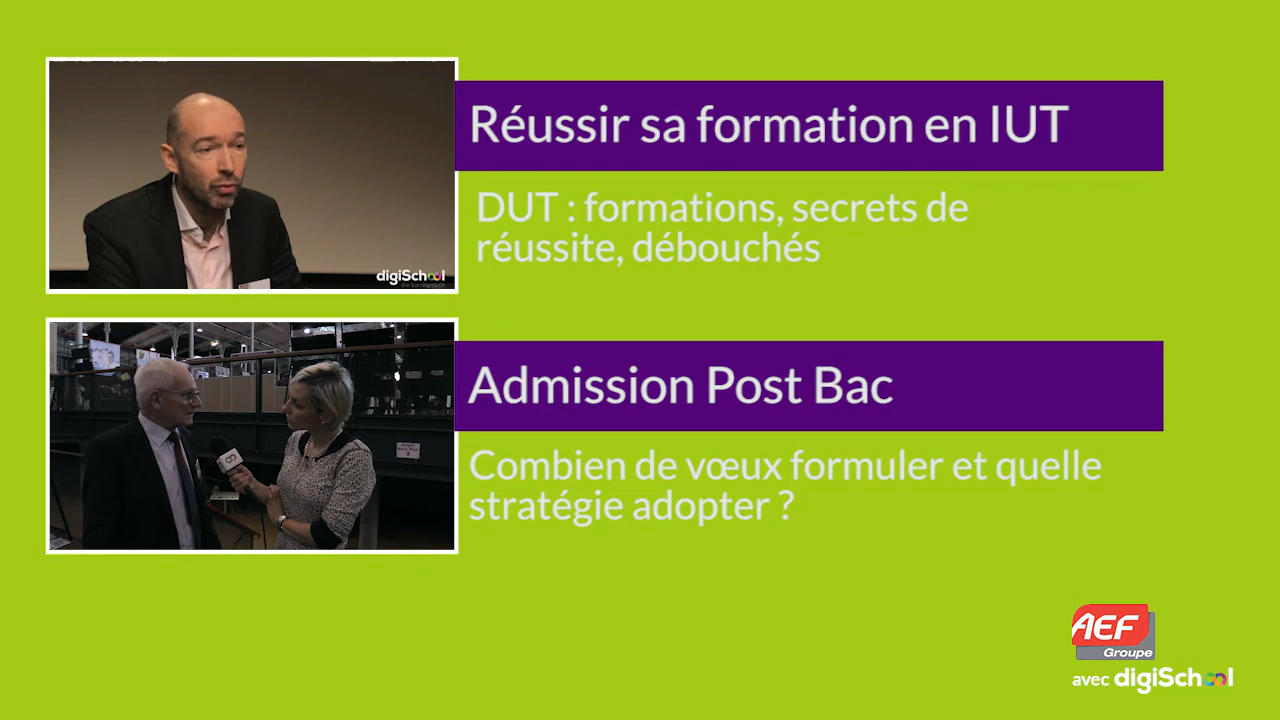 Réussir sa formation en IUT
DUT : formations, secrets de
réussite, débouchés
digiSchool
Admission Post Bac
Combien de vœux formuler et quelle
stratégie adopter ?
AEF
Groupe
avec digiSchool